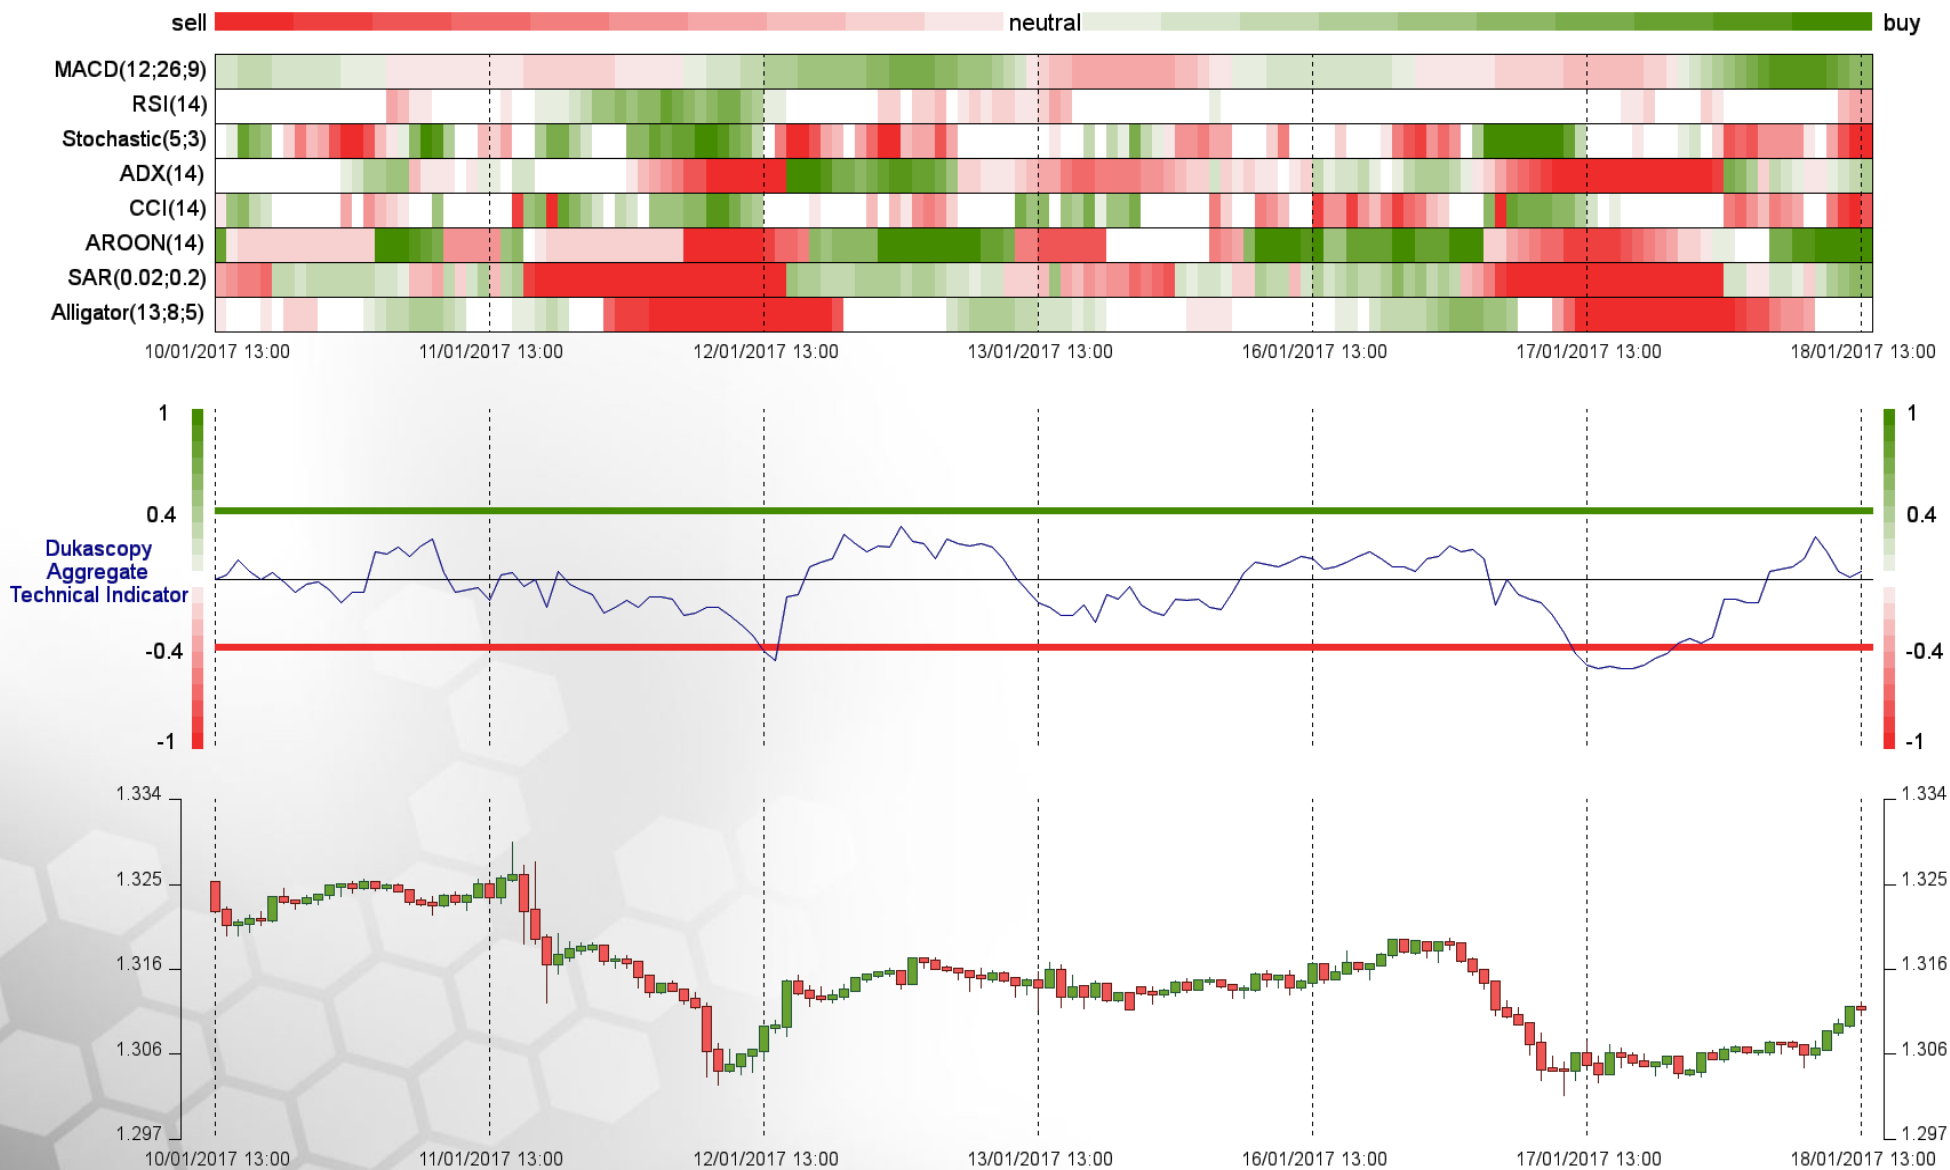 sell neutral buy
MACD(12;26;9)
RSI(14)
Stochastic(5;3)
ADX(14)
CCI(14)
AROON(14)
SAR(0.02;0.2)
Alligator(13;8;5)
10/01/2017 13:00 11/01/2017 13:00 12/01/2017 13:00 13/01/2017 13:00 16/01/2017 13:00 17/01/2017 13:00 18/01/2017 13:00
1 1
0.4 0.4
Dukascopy
Aggregate
Technical Indicator
-0.4 -0.4
-1 -1
1.334 1.334
1.325 1.325
1.316 1.316
1.306 1.306
1.297 1.297
10/01/2017 13:00 11/01/2017 13:00 12/01/2017 13:00 13/01/2017 13:00 16/01/2017 13:00 17/01/2017 13:00 18/01/2017 13:00